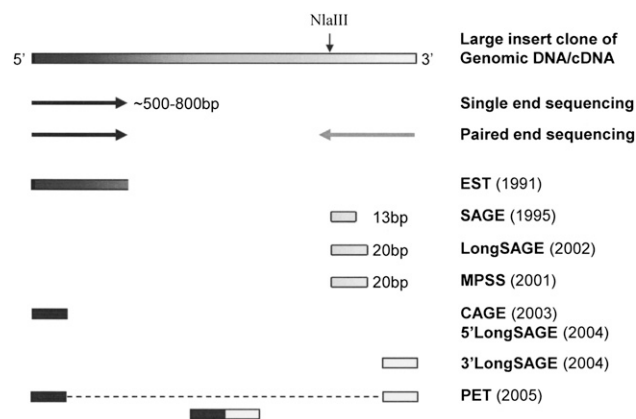 NlaIII
5' 3' Large insert clone of
Genomic DNA/cDNA
~500-800bp Single end sequencing
Paired end sequencing
EST (1991)
13bp SAGE (1995)
20bp LongSAGE (2002)
20bp MPSS (2001)
CAGE (2003)
5'LongSAGE (2004)
3'LongSAGE (2004)
PET (2005)